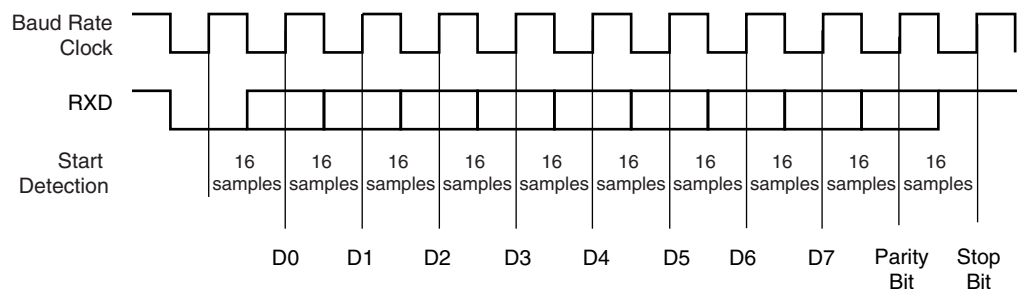 Baud Rate
Clock
RXD
Start
Detection
16 16 16 16 16 16 16 16 16 16
samples samples samples samples samples samples samples samples samples samples
D0 D1 D2 D3 D4 D5 D6 D7 Parity Stop
Bit Bit